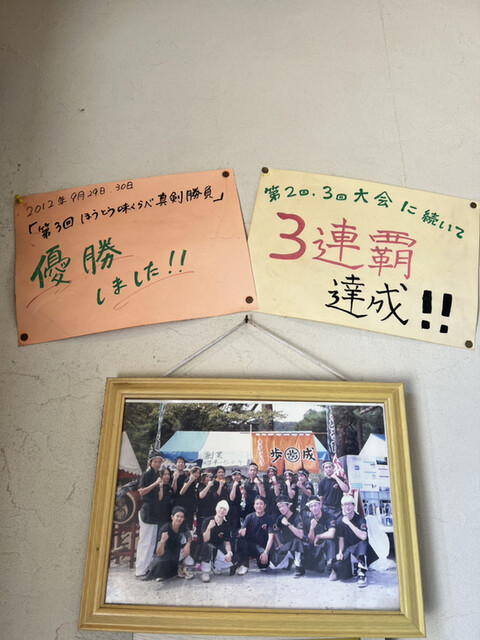 2012年9月29日.30日
「第3回 ほうとう味くらべ真剣勝負」
優勝
しました!!
第2回.3回大会に続いて
3連覇
達成!!
創業
歩成